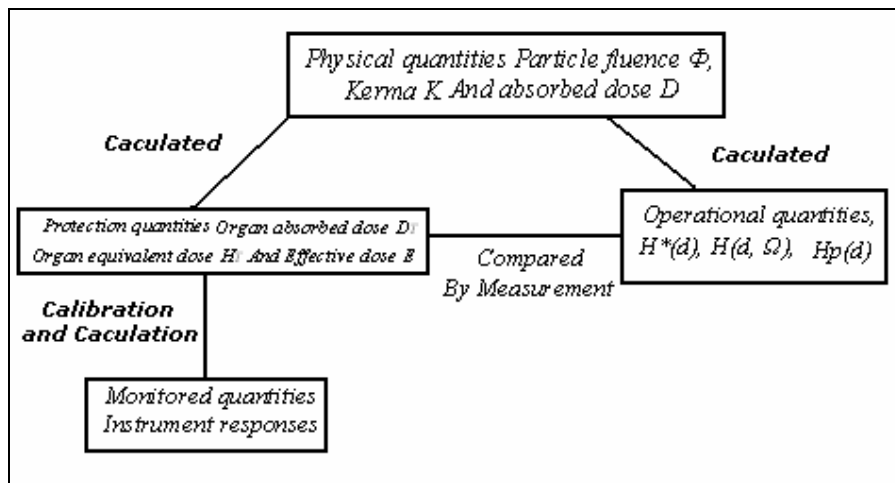 Physical quantities Particle fluence Φ,
Kerma K And absorbed dose D
Caculated
Caculated
Protection quantities Organ absorbed dose DT
Organ equivalent dose HT And Effective dose E
Operational quantities,
H*(d), H(d, Ω), Hp(d)
Compared
By Measurement
Calibration
and Caculation
Monitored quantities
Instrument responses